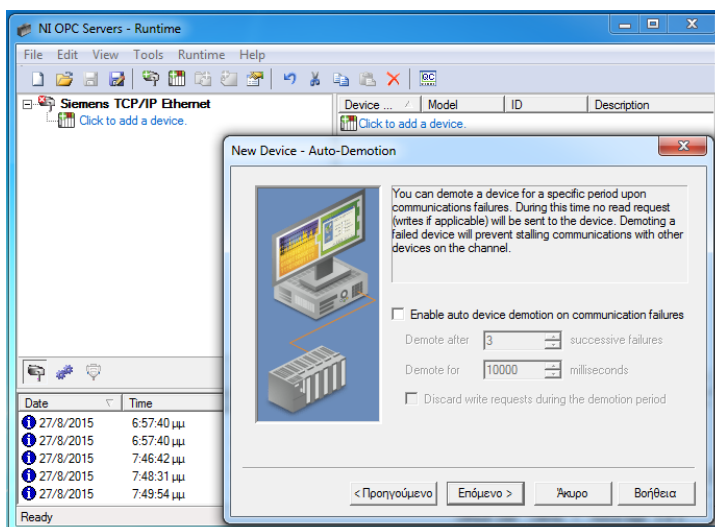 NI OPC Servers - Runtime
File Edit View Tools Runtime Help
QC
Siemens TCP/IP Ethernet
Click to add a device.
Device ... Model ID Description
Click to add a device.
New Device - Auto-Demotion
You can demote a device for a specific period upon
communications failures. During this time no read request
(writes if applicable) will be sent to the device. Demoting a
failed device will prevent stalling communications with other
devices on the channel.
Enable auto device demotion on communication failures
Demote after 3 successive failures
Demote for 10000 milliseconds
Discard write requests during the demotion period
Date Time
27/8/2015 6:57:40 μμ
27/8/2015 6:57:40 μμ
27/8/2015 7:46:42 μμ
27/8/2015 7:48:31 μμ
27/8/2015 7:49:54 μμ
< Προηγούμενο Επόμενο > Άκυρο Βοήθεια
Ready